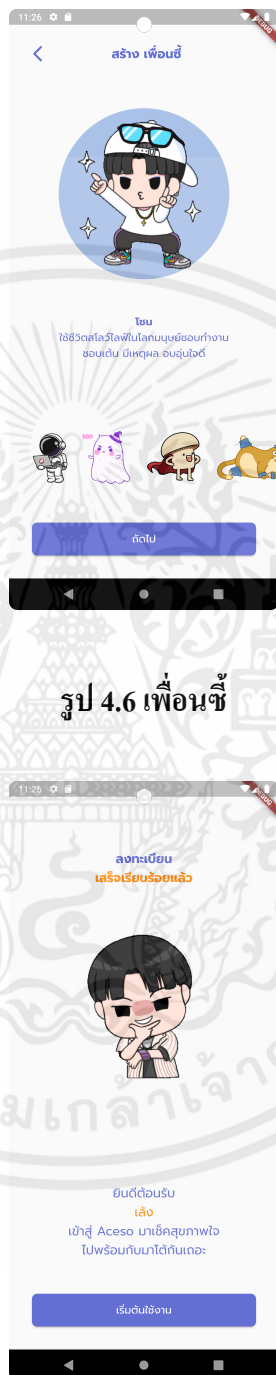 11:26
DEBUG
สร้าง เพื่อนซี้
โซน
ใช้ชีวิตสโลว์ไลฟ์ในโลกมนุษย์ชอบทำงาน
ชอบเต้น มีเหตุผล อบอุ่นใจดี
BOO
ถัดไป
รูป 4.6 เพื่อนซี้
11:26
DEBUG
ลงทะเบียน
เสร็จเรียบร้อยแล้ว
ยินดีต้อนรับ
เล้ง
เข้าสู่ Aceso มาเช็คสุขภาพใจ
ไปพร้อมกับมาโต้กันเถอะ
เริ่มต้นใช้งาน